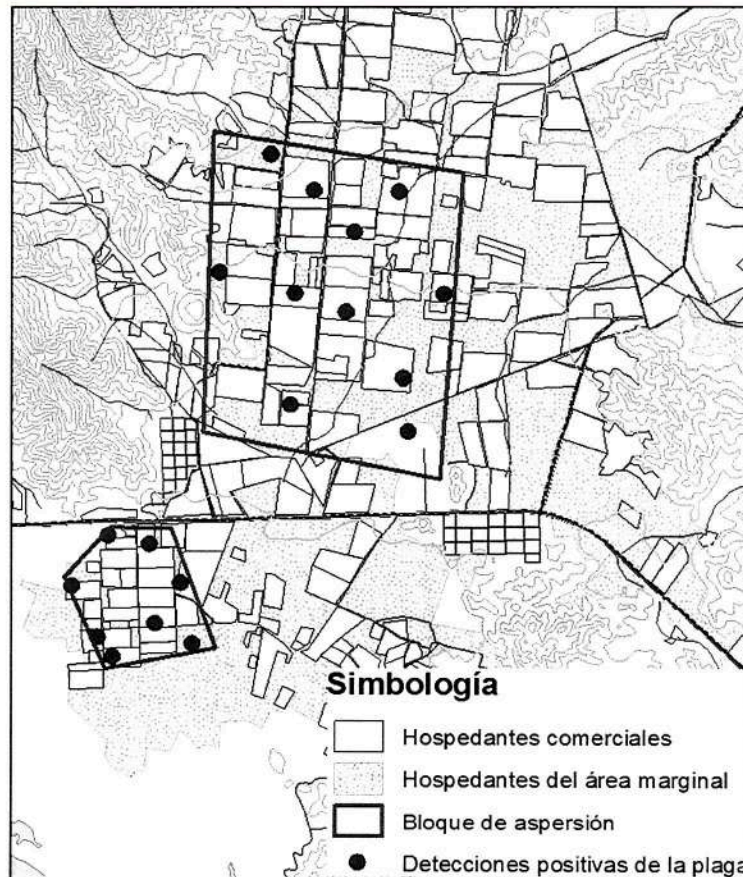 Simbología
Hospedantes comerciales
Hospedantes del área marginal
Bloque de aspersión
Detecciones positivas de la plaga